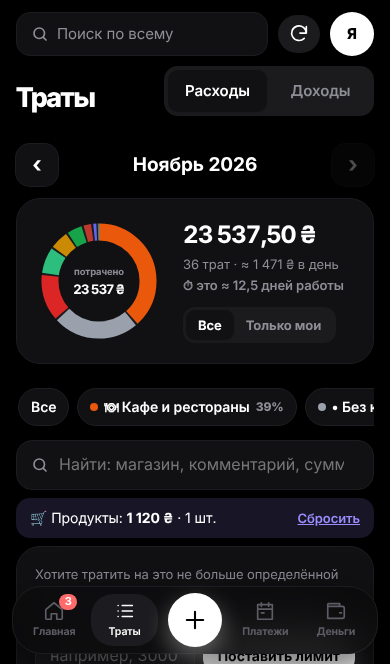 Поиск по всему
Я
Траты
Расходы
Доходы
Ноябрь 2026
потрачено
23 537 ₴
23 537,50 ₴
36 трат · ≈ 1 471 ₴ в день
⏱ это ≈ 12,5 дней работы
Все
Только мои
Все
🍽 Кафе и рестораны 39%
• Без к
Найти: магазин, комментарий, сумм
🛒 Продукты: 1 120 ₴ · 1 шт.
Сбросить
Хотите тратить на это не больше определённой
3
Главная
Траты
Платежи
Деньги
например, 3000
Поставить лимит